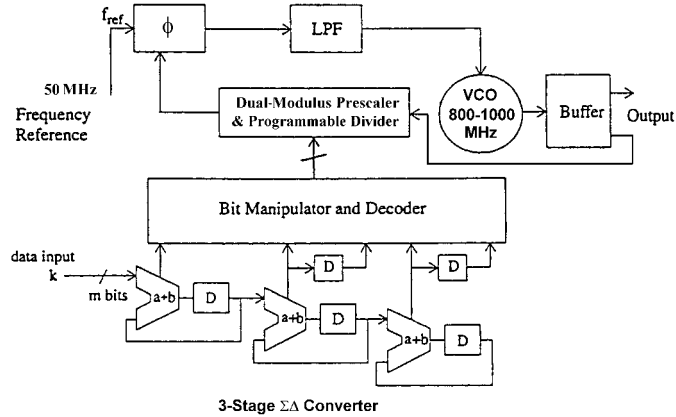 f_ref
ϕ
LPF
50 MHz
Frequency
Reference
Dual-Modulus Prescaler
& Programmable Divider
VCO
800-1000
MHz
Buffer
Output
Bit Manipulator and Decoder
data input
k
m bits
a+b
D
a+b
D
D
a+b
D
D
3-Stage ΣΔ Converter